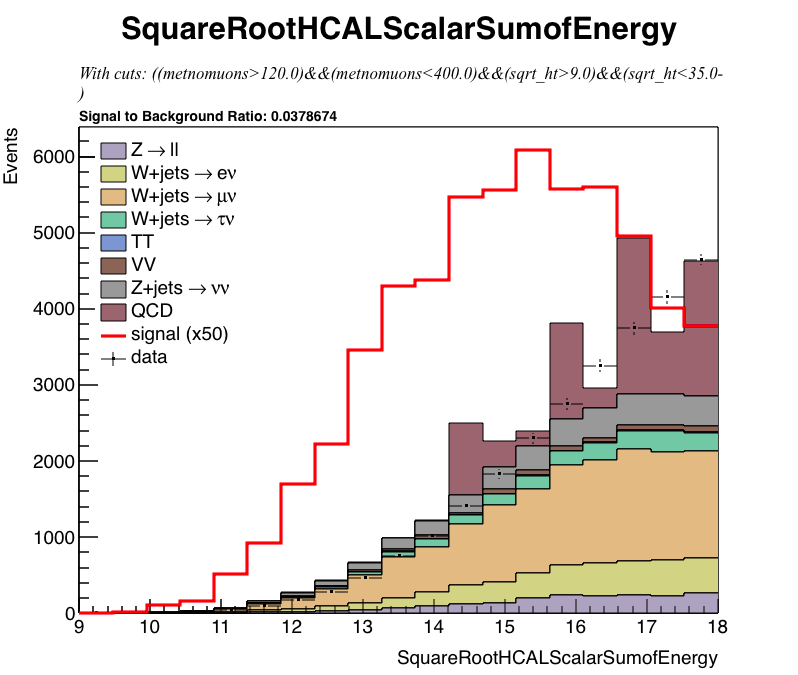 SquareRootHCALScalarSumofEnergy
With cuts: ((metnomuons>120.0)&&(metnomuons<400.0)&&(sqrt_ht>9.0)&&(sqrt_ht<35.0-
)
Signal to Background Ratio: 0.0378674
Events
6000
5000
4000
3000
2000
1000
0
Z → ll
W+jets → eν
W+jets → μν
W+jets → τν
TT
VV
Z+jets → νν
QCD
signal (x50)
data
9 10 11 12 13 14 15 16 17 18
SquareRootHCALScalarSumofEnergy